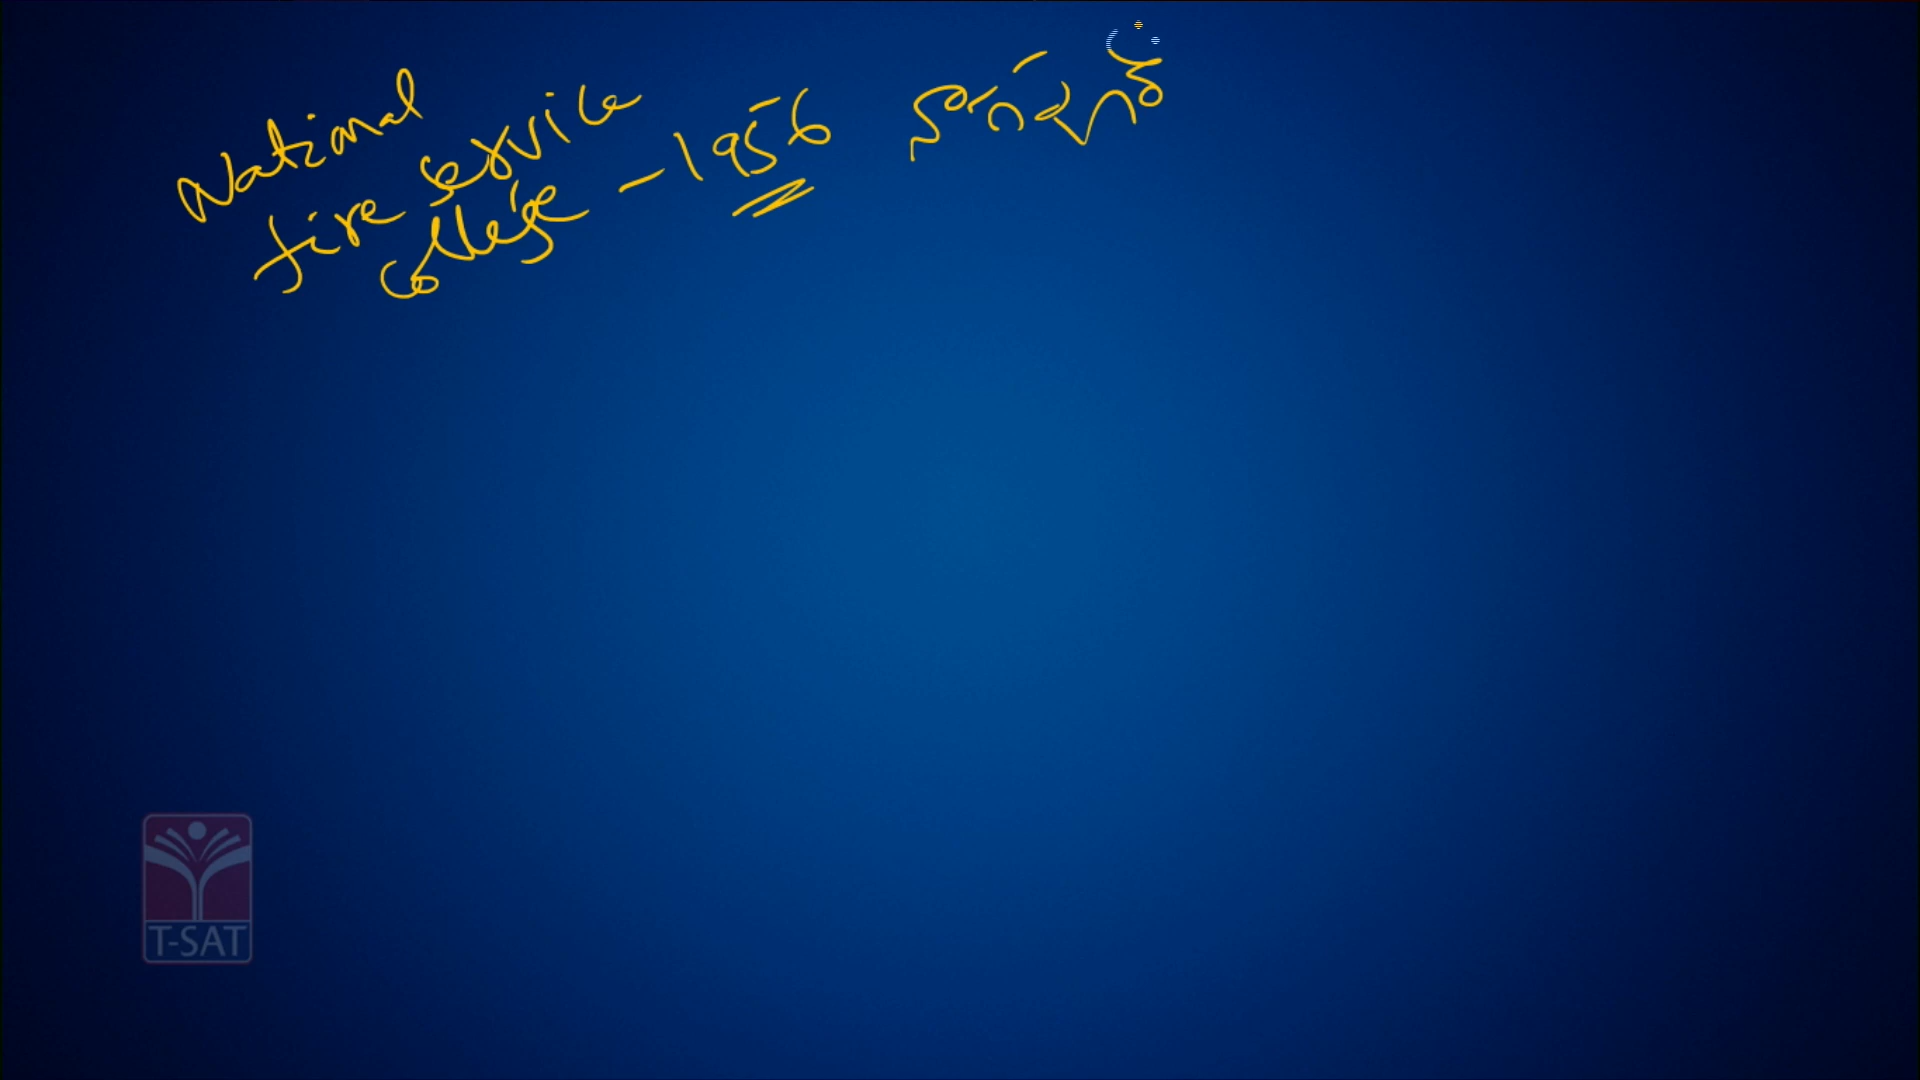 National
fire service
college - 1956 నాగపూర్
T-SAT